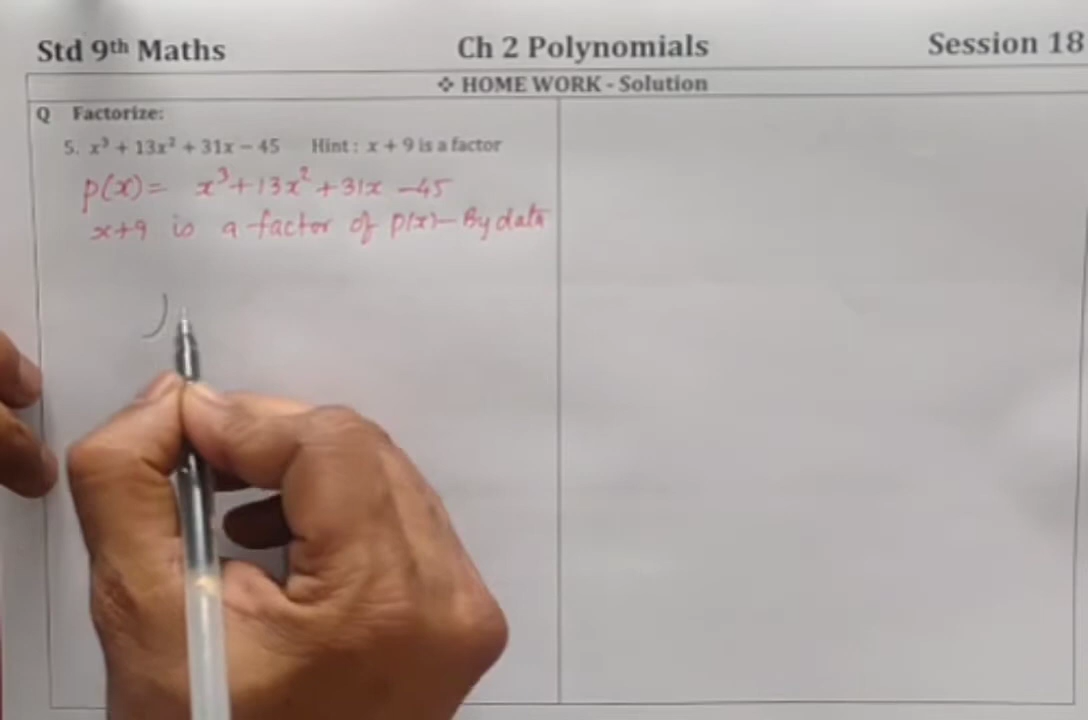 Std 9th Maths Ch 2 Polynomials Session 18
❖ HOME WORK - Solution
Q Factorize:
5. x³ + 13x² + 31x – 45 Hint : x + 9 is a factor
p(x) = x³+13x²+31x -45
x+9 is a factor of p(x)- By data
)